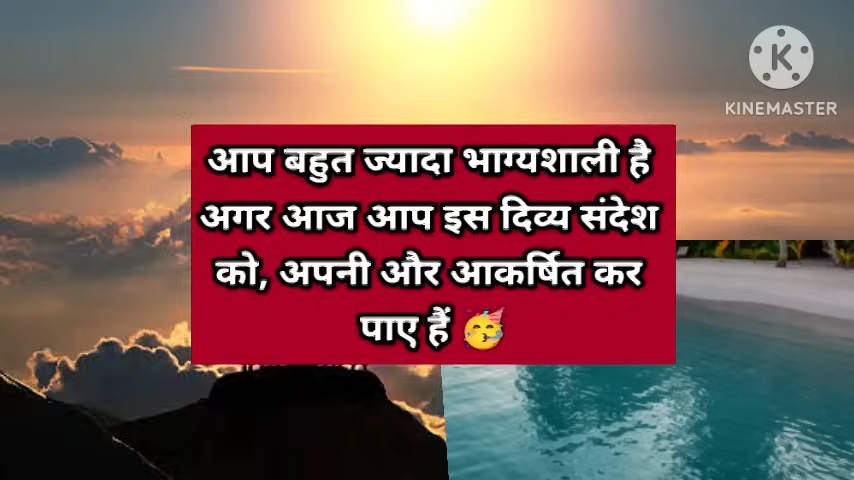 KINEMASTER
आप बहुत ज्यादा भाग्यशाली है
अगर आज आप इस दिव्य संदेश
को, अपनी और आकर्षित कर
पाए हैं 🥳